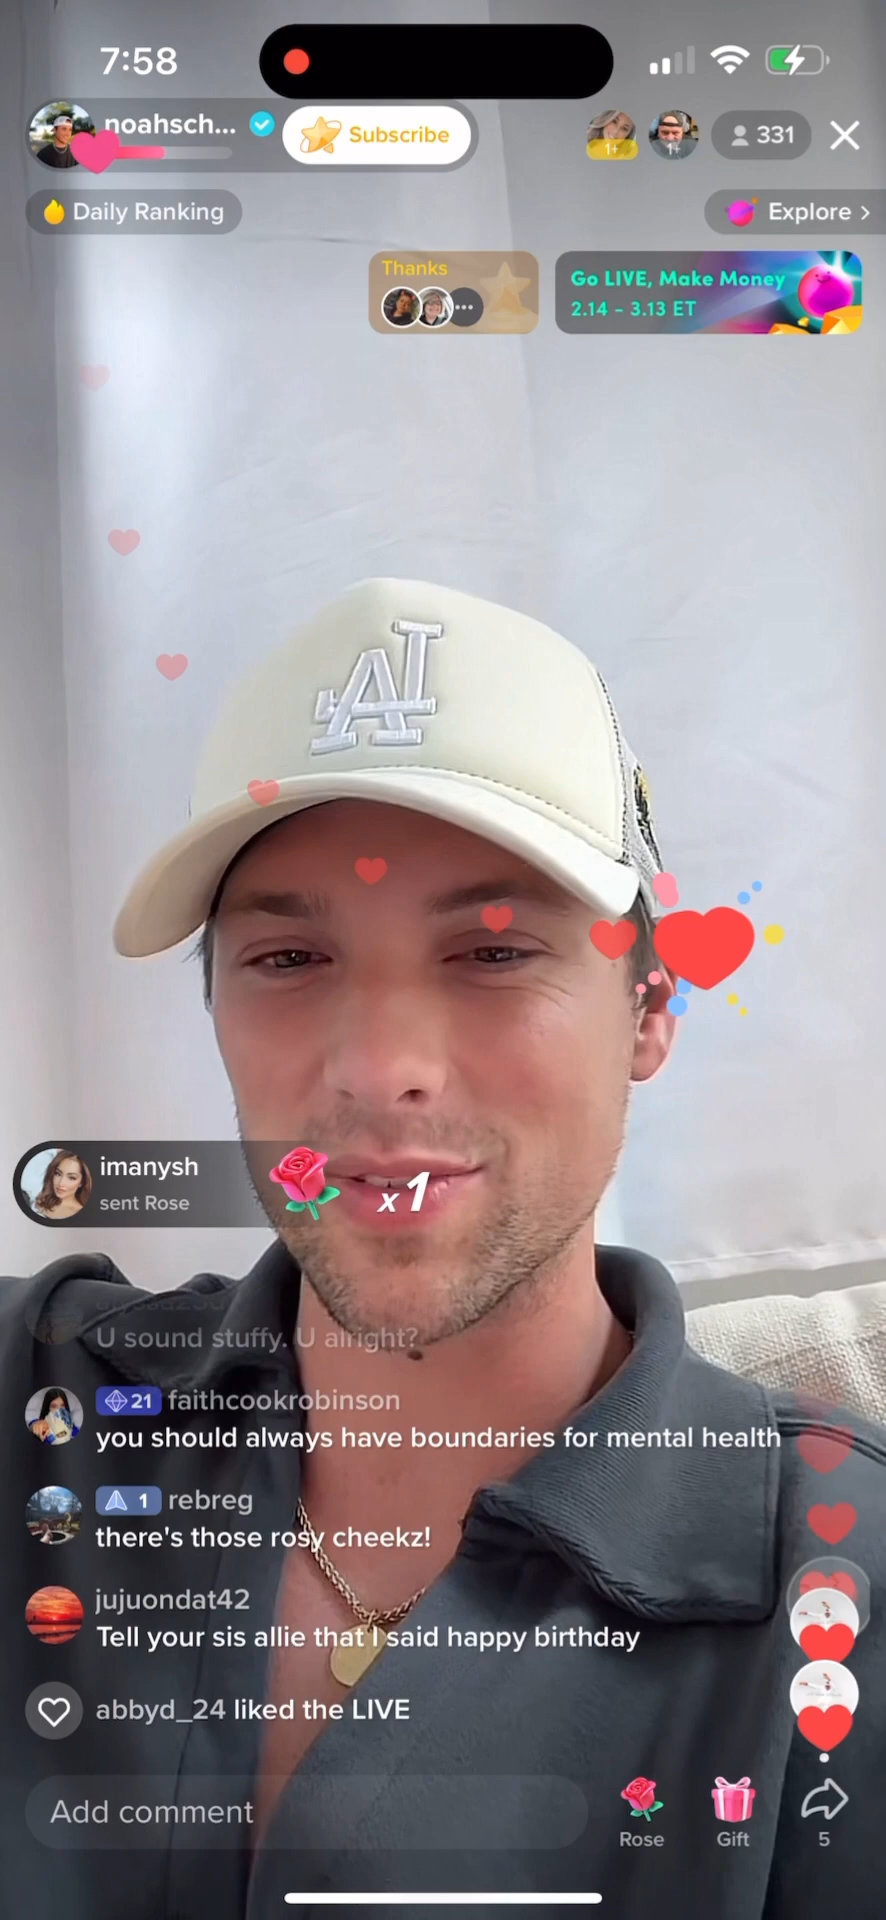 7:58
noahsch...
Subscribe
1+
1+
331
Daily Ranking
Explore >
Thanks
Go LIVE, Make Money
2.14 - 3.13 ET
imanysh
sent Rose
x1
U sound stuffy. U alright?
21 faithcookrobinson
you should always have boundaries for mental health
1 rebreg
there's those rosy cheekz!
jujuondat42
Tell your sis allie that I said happy birthday
abbyd_24 liked the LIVE
Add comment
Rose
Gift
5